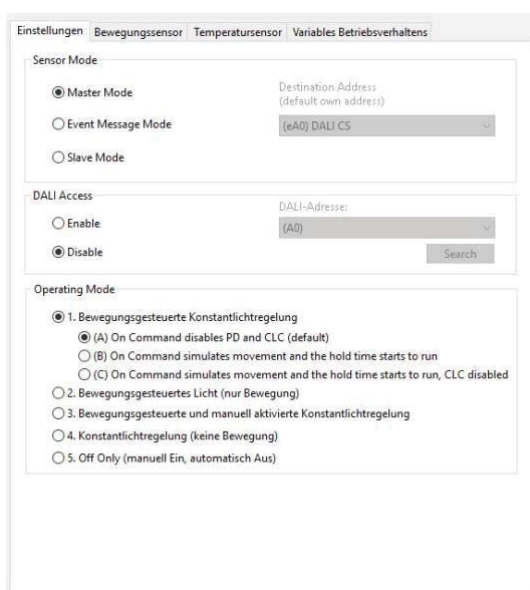 Einstellungen Bewegungssensor Temperatursensor Variables Betriebsverhaltens
Sensor Mode
Master Mode
Destination Address
(default own address)
Event Message Mode
(eA0) DALI CS
Slave Mode
DALI Access
DALI-Adresse:
Enable
(A0)
Disable
Search
Operating Mode
1. Bewegungsgesteuerte Konstantlichtregelung
(A) On Command disables PD and CLC (default)
(B) On Command simulates movement and the hold time starts to run
(C) On Command simulates movement and the hold time starts to run, CLC disabled
2. Bewegungsgesteuertes Licht (nur Bewegung)
3. Bewegungsgesteuerte und manuell aktivierte Konstantlichtregelung
4. Konstantlichtregelung (keine Bewegung)
5. Off Only (manuell Ein, automatisch Aus)